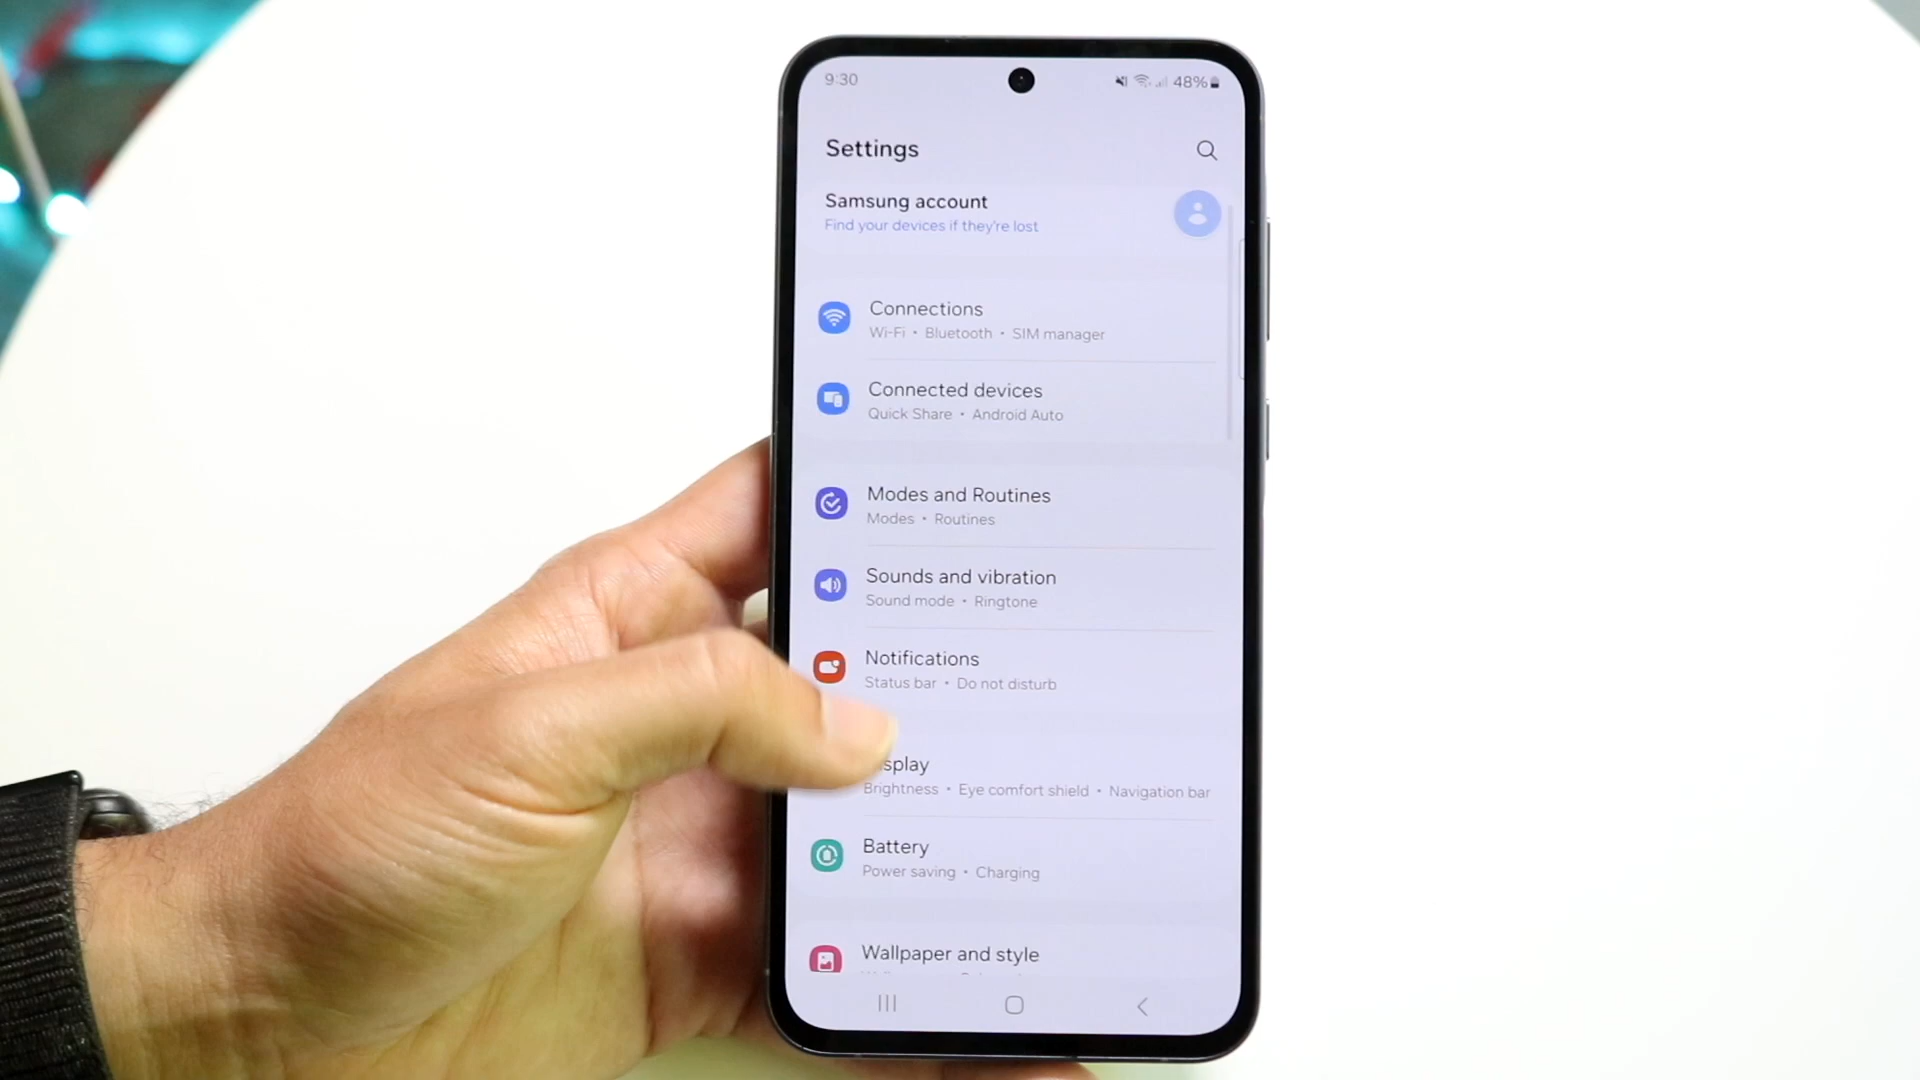 9:30
48%
Settings
Samsung account
Find your devices if they're lost
Connections
Wi-Fi • Bluetooth • SIM manager
Connected devices
Quick Share • Android Auto
Modes and Routines
Modes • Routines
Sounds and vibration
Sound mode • Ringtone
Notifications
Status bar • Do not disturb
splay
Brightness • Eye comfort shield • Navigation bar
Battery
Power saving • Charging
Wallpaper and style